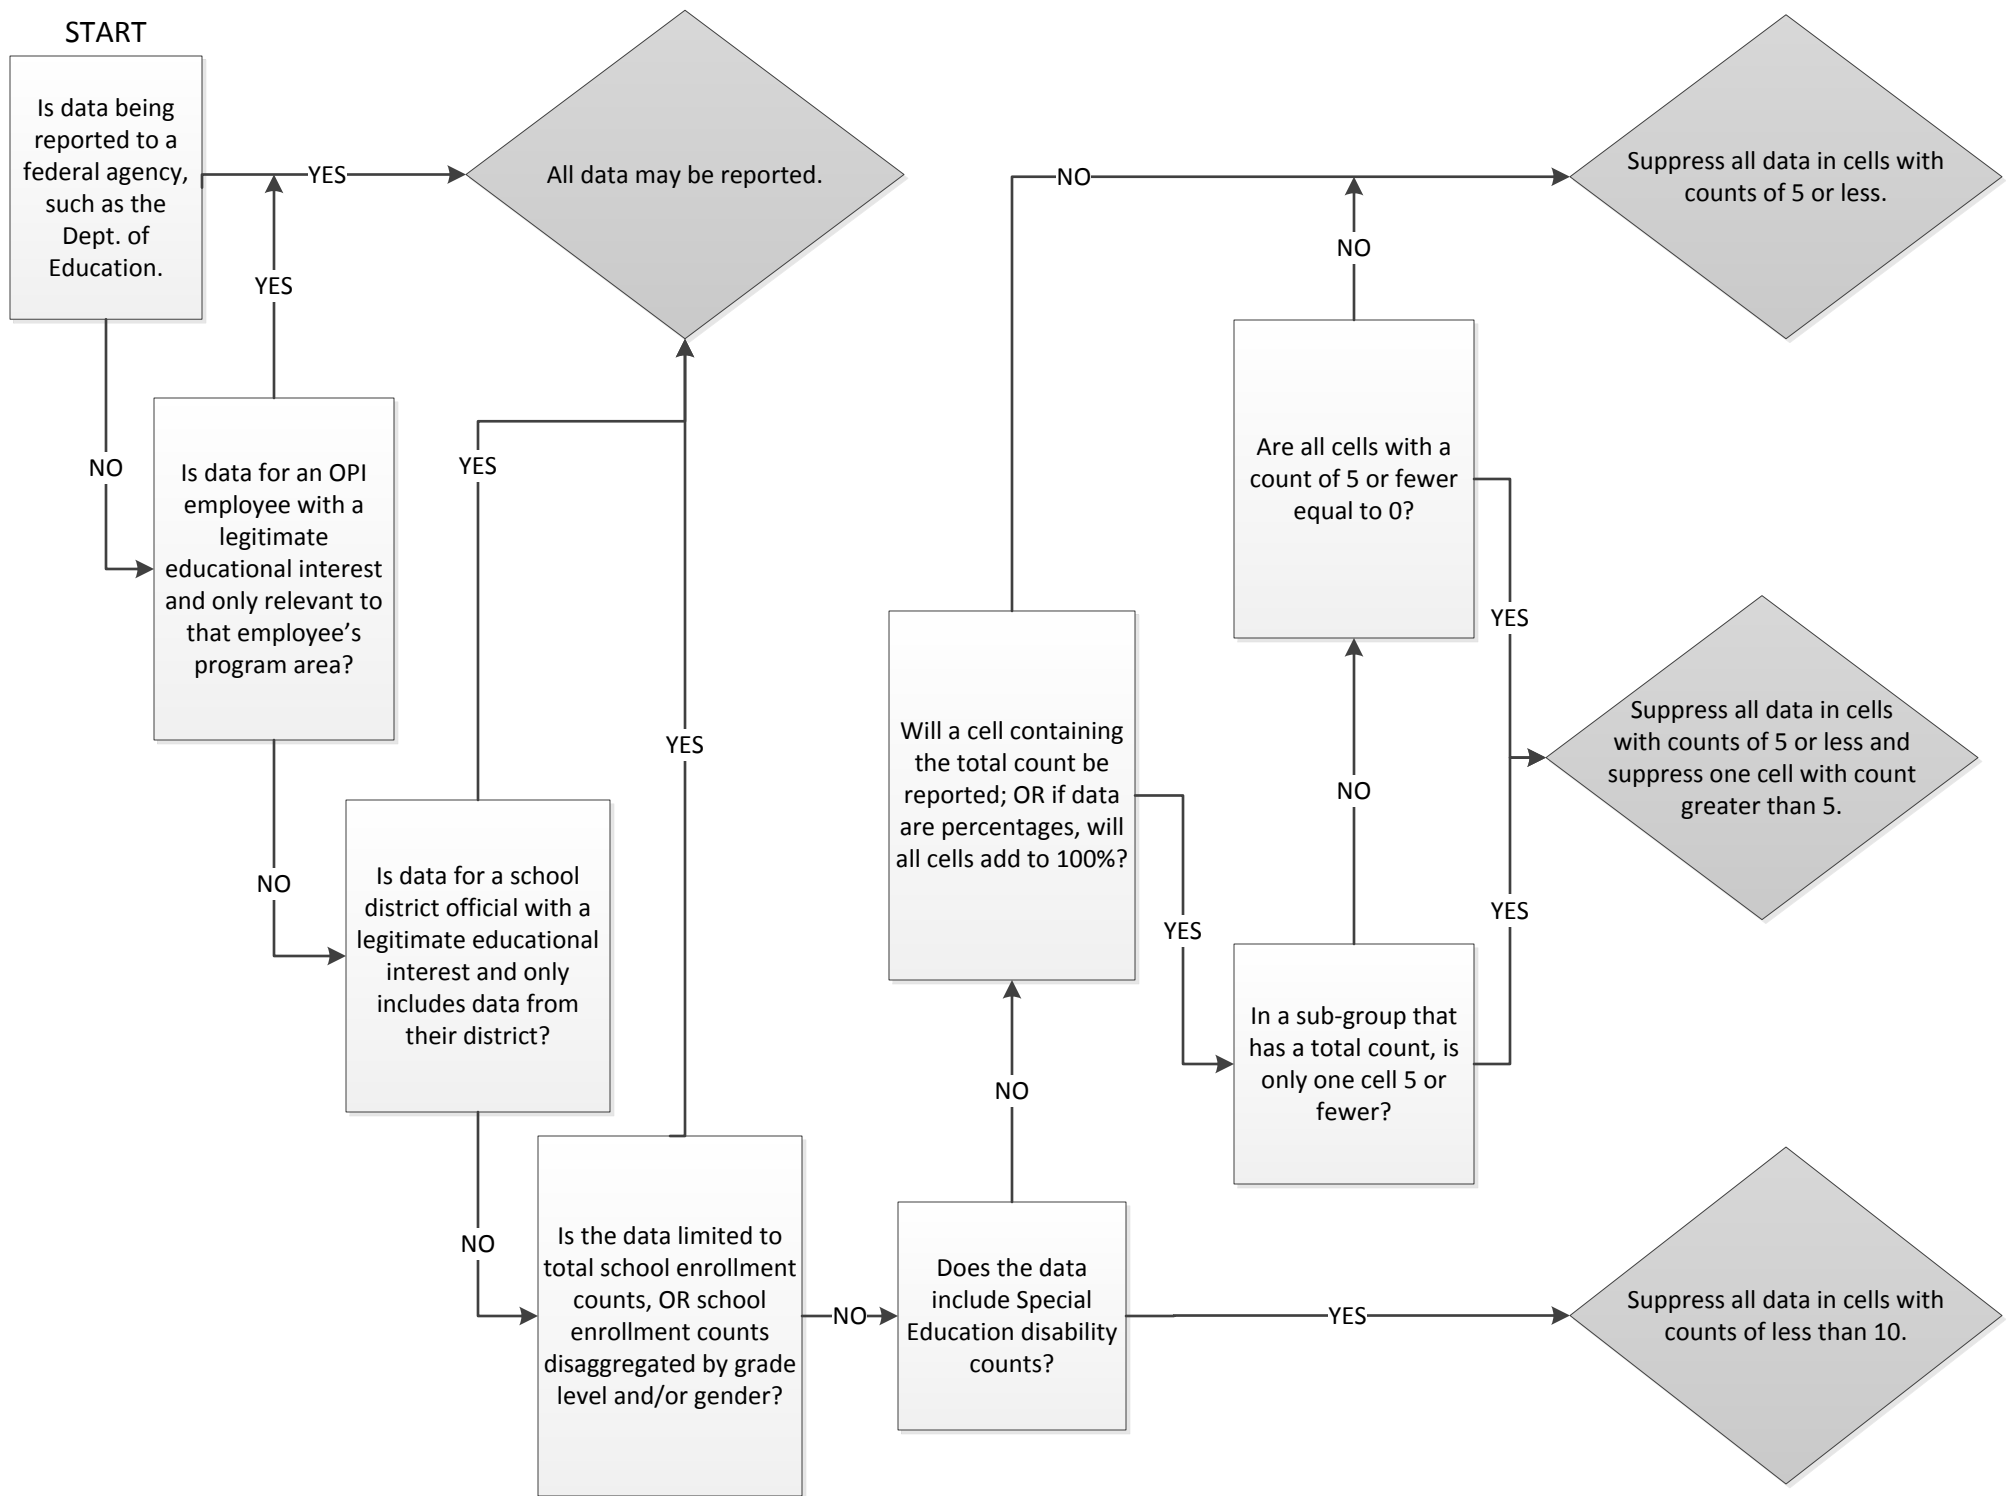 START
Is data being
reported to a
federal agency,
such as the
Dept. of
Education.
YES
All data may be reported.
NO
YES
Is data for an OPI
employee with a
legitimate
educational interest
and only relevant to
that employee's
program area?
NO
YES
Is data for a school
district official with a
legitimate educational
interest and only
includes data from
their district?
NO
YES
Is the data limited to
total school enrollment
counts, OR school
enrollment counts
disaggregated by grade
level and/or gender?
NO
Does the data
include Special
Education disability
counts?
YES
Suppress all data in cells with
counts of less than 10.
NO
Will a cell containing
the total count be
reported; OR if data
are percentages, will
all cells add to 100%?
NO
Suppress all data in cells with
counts of 5 or less.
YES
In a sub-group that
has a total count, is
only one cell 5 or
fewer?
NO
YES
Are all cells with a
count of 5 or fewer
equal to 0?
NO
YES
Suppress all data in cells
with counts of 5 or less and
suppress one cell with count
greater than 5.